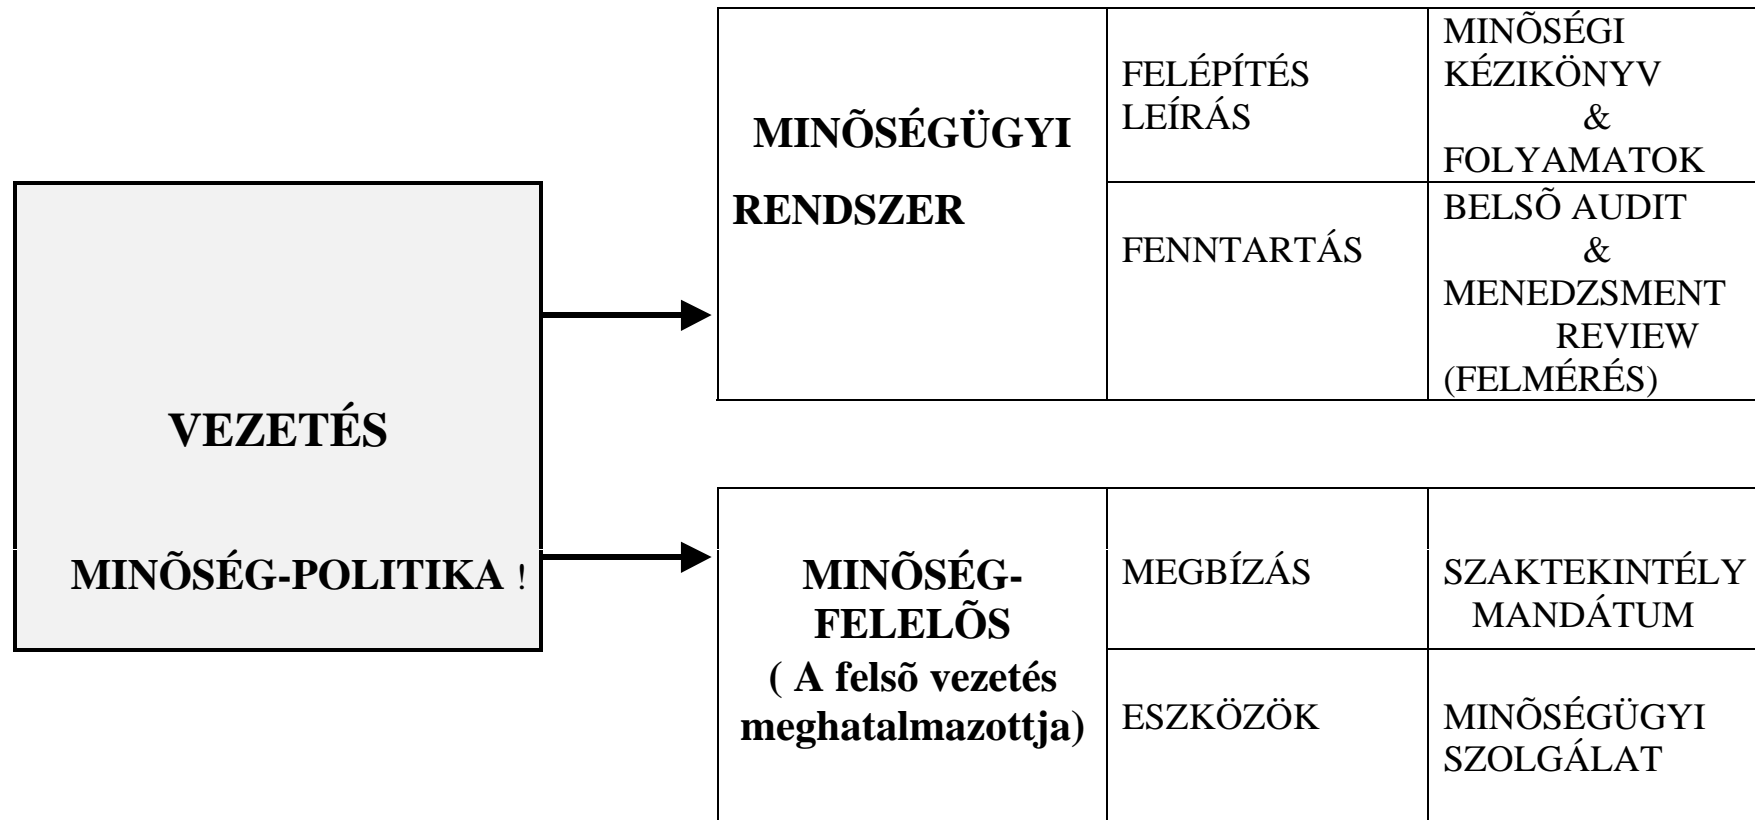 VEZETÉS
MINÕSÉG-POLITIKA !
MINÕSÉGÜGYI
RENDSZER
FELÉPÍTÉS
LEÍRÁS
MINÕSÉGI
KÉZIKÖNYV
&
FOLYAMATOK
FENNTARTÁS
BELSÕ AUDIT
&
MENEDZSMENT
REVIEW
(FELMÉRÉS)
MINÕSÉG-
FELELÕS
( A felsõ vezetés
meghatalmazottja)
MEGBÍZÁS
SZAKTEKINTÉLY
MANDÁTUM
ESZKÖZÖK
MINÕSÉGÜGYI
SZOLGÁLAT